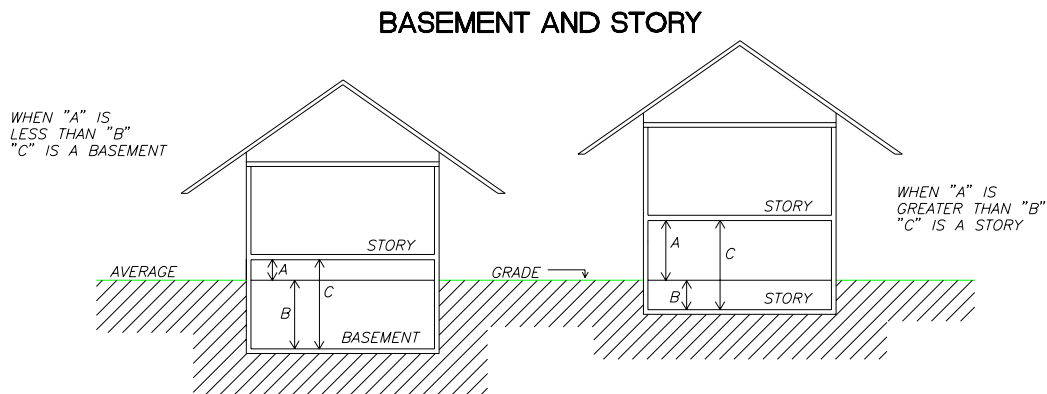 BASEMENT AND STORY
WHEN "A" IS
LESS THAN "B"
"C" IS A BASEMENT
STORY
A
AVERAGE
B
C
BASEMENT
GRADE
STORY
A
C
B
STORY
WHEN "A" IS
GREATER THAN "B"
"C" IS A STORY